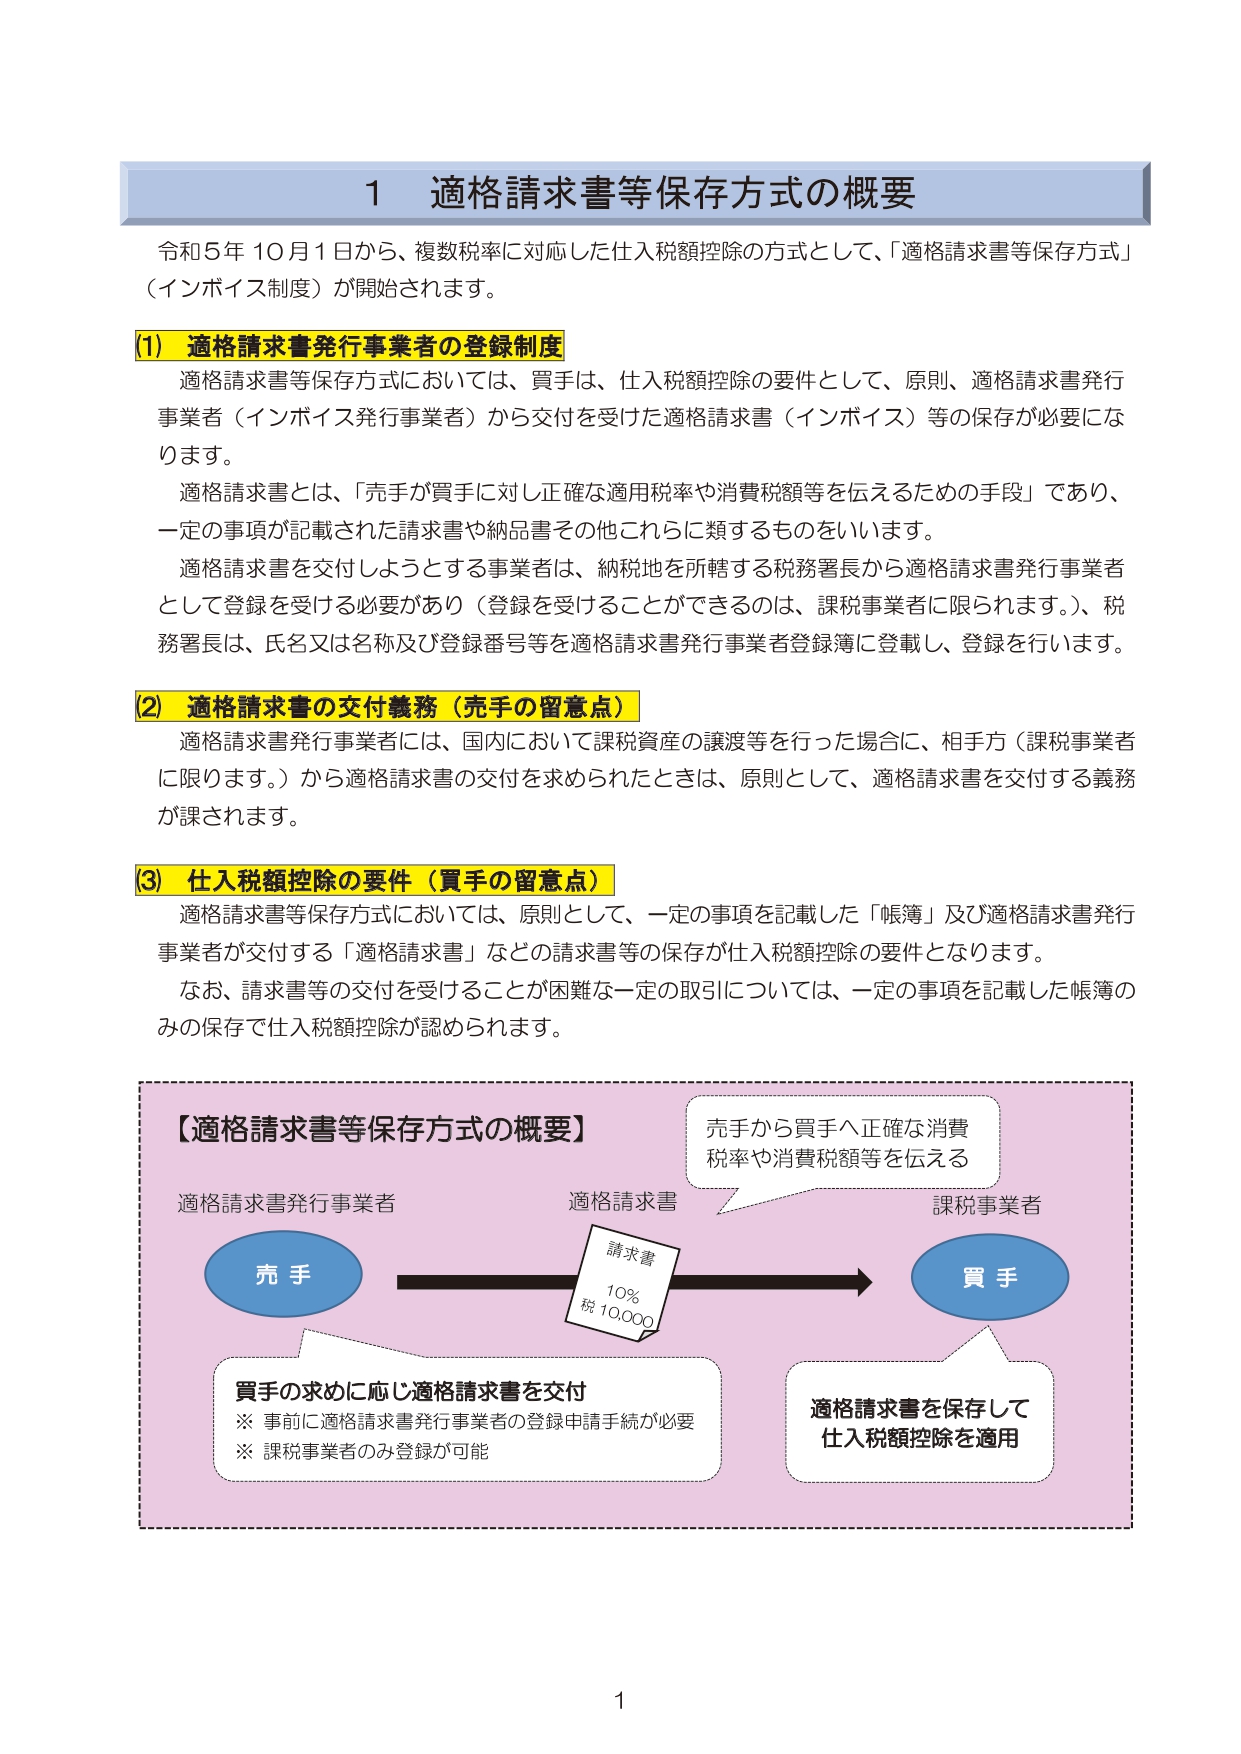 1　適格請求書等保存方式の概要
令和5年10月1日から、複数税率に対応した仕入税額控除の方式として、「適格請求書等保存方式」
（インボイス制度）が開始されます。
(1)　適格請求書発行事業者の登録制度
適格請求書等保存方式においては、買手は、仕入税額控除の要件として、原則、適格請求書発行
事業者（インボイス発行事業者）から交付を受けた適格請求書（インボイス）等の保存が必要にな
ります。
適格請求書とは、「売手が買手に対し正確な適用税率や消費税額等を伝えるための手段」であり、
一定の事項が記載された請求書や納品書その他これらに類するものをいいます。
適格請求書を交付しようとする事業者は、納税地を所轄する税務署長から適格請求書発行事業者
として登録を受ける必要があり（登録を受けることができるのは、課税事業者に限られます。）、税
務署長は、氏名又は名称及び登録番号等を適格請求書発行事業者登録簿に登載し、登録を行います。
(2)　適格請求書の交付義務（売手の留意点）
適格請求書発行事業者には、国内において課税資産の譲渡等を行った場合に、相手方（課税事業者
に限ります。）から適格請求書の交付を求められたときは、原則として、適格請求書を交付する義務
が課されます。
(3)　仕入税額控除の要件（買手の留意点）
適格請求書等保存方式においては、原則として、一定の事項を記載した「帳簿」及び適格請求書発行
事業者が交付する「適格請求書」などの請求書等の保存が仕入税額控除の要件となります。
なお、請求書等の交付を受けることが困難な一定の取引については、一定の事項を記載した帳簿の
みの保存で仕入税額控除が認められます。
【適格請求書等保存方式の概要】
売手から買手へ正確な消費
税率や消費税額等を伝える
適格請求書発行事業者
適格請求書
課税事業者
売 手
請求書
10%
税 10,000
買 手
買手の求めに応じ適格請求書を交付
※ 事前に適格請求書発行事業者の登録申請手続が必要
※ 課税事業者のみ登録が可能
適格請求書を保存して
仕入税額控除を適用
1